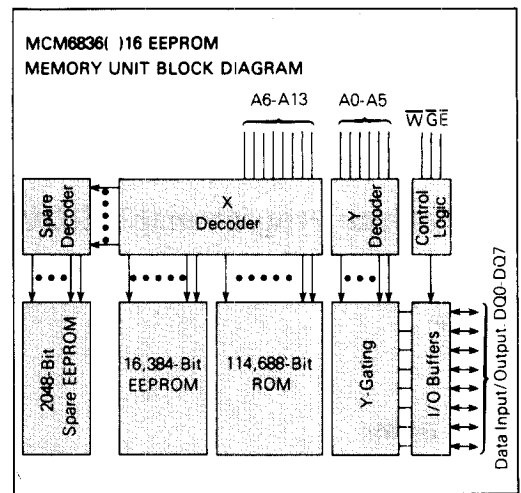 MCM6836( )16 EEPROM
MEMORY UNIT BLOCK DIAGRAM
A6-A13
A0-A5
W G E
Spare
Decoder
X
Decoder
Y
Decoder
Control
Logic
2048-Bit
Spare EEPROM
16,384-Bit
EEPROM
114,688-Bit
ROM
Y-Gating
I/O Buffers
Data Input/Output DQ0-DQ7